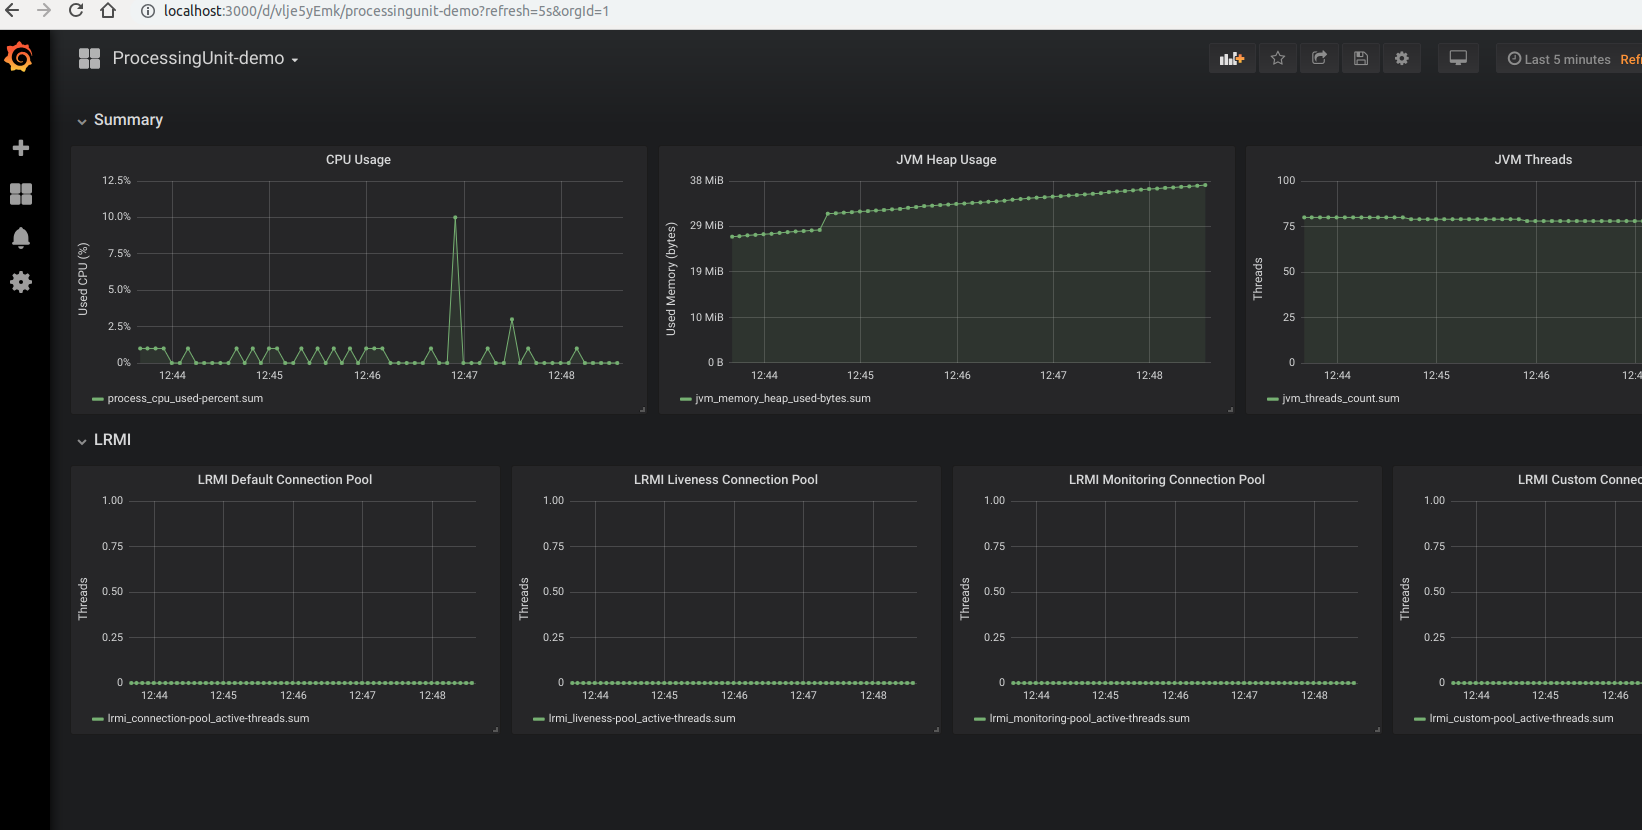 localhost:3000/d/vlje5yEmk/processingunit-demo?refresh=5s&orgId=1
ProcessingUnit-demo
Last 5 minutes
Refr
Summary
CPU Usage
12.5%
10.0%
7.5%
5.0%
2.5%
0%
Used CPU (%)
12:44 12:45 12:46 12:47 12:48
process_cpu_used-percent.sum
JVM Heap Usage
38 MiB
29 MiB
19 MiB
10 MiB
0 B
Used Memory (bytes)
12:44 12:45 12:46 12:47 12:48
jvm_memory_heap_used-bytes.sum
JVM Threads
100
75
50
25
0
Threads
12:44 12:45 12:46 12:4
jvm_threads_count.sum
LRMI
LRMI Default Connection Pool
1.00
0.75
0.50
0.25
0
Threads
12:44 12:45 12:46 12:47 12:48
lrmi_connection-pool_active-threads.sum
LRMI Liveness Connection Pool
1.00
0.75
0.50
0.25
0
Threads
12:44 12:45 12:46 12:47 12:48
lrmi_liveness-pool_active-threads.sum
LRMI Monitoring Connection Pool
1.00
0.75
0.50
0.25
0
Threads
12:44 12:45 12:46 12:47 12:48
lrmi_monitoring-pool_active-threads.sum
LRMI Custom Connec
1.00
0.75
0.50
0.25
0
Threads
12:44 12:45 12:46
lrmi_custom-pool_active-threads.sum